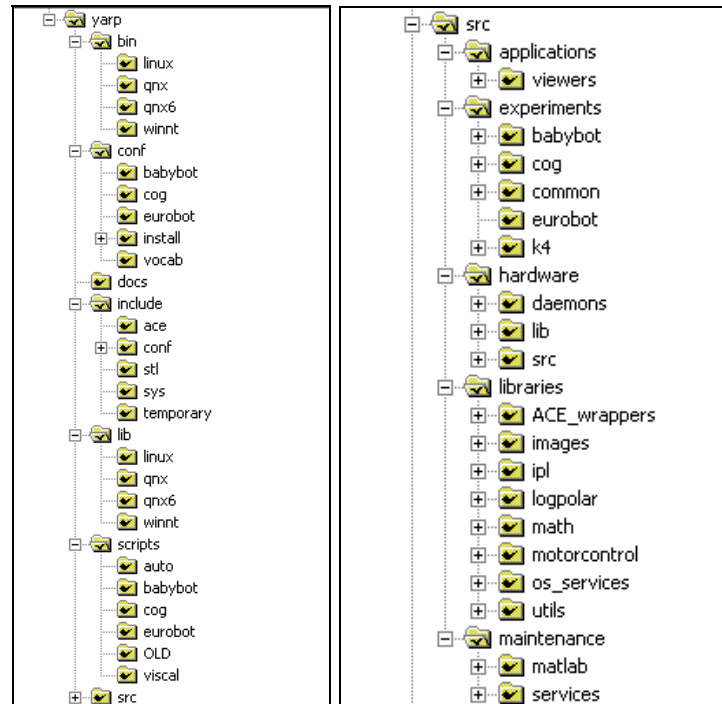 yarp
bin
linux
qnx
qnx6
winnt
conf
babybot
cog
eurobot
install
vocab
docs
include
ace
conf
stl
sys
temporary
lib
linux
qnx
qnx6
winnt
scripts
auto
babybot
cog
eurobot
OLD
viscal
src
src
applications
viewers
experiments
babybot
cog
common
eurobot
k4
hardware
daemons
lib
src
libraries
ACE_wrappers
images
ipl
logpolar
math
motorcontrol
os_services
utils
maintenance
matlab
services